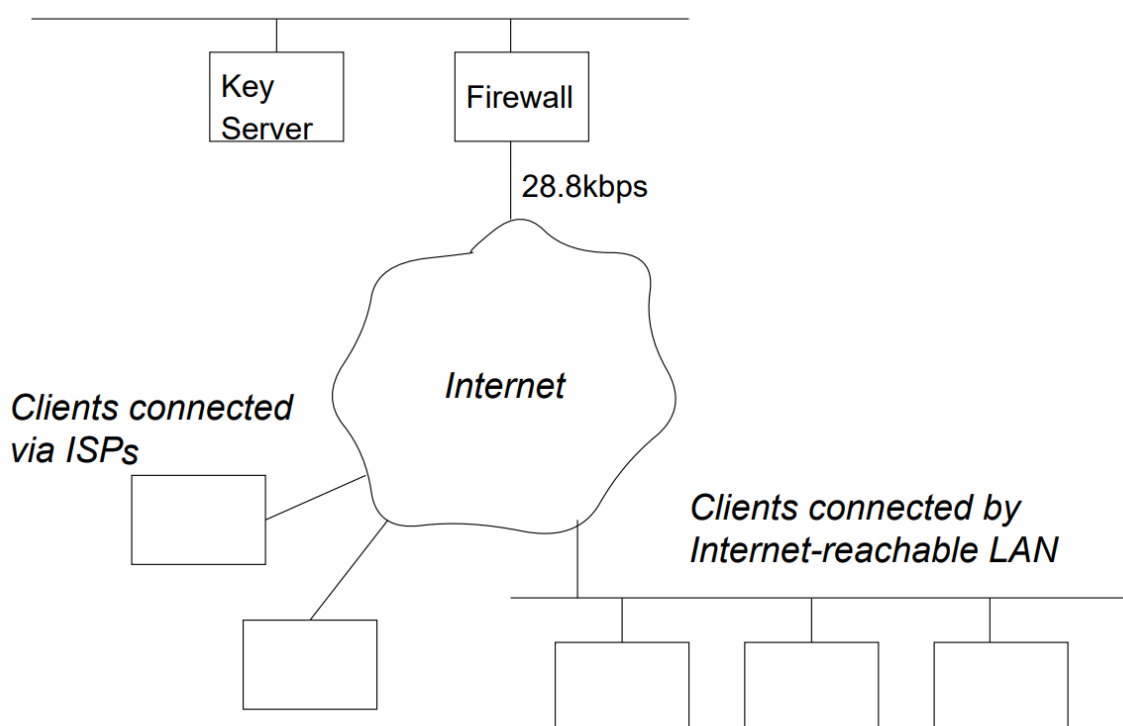 Key
Server
Firewall
28.8kbps
Internet
Clients connected
via ISPs
Clients connected by
Internet-reachable LAN